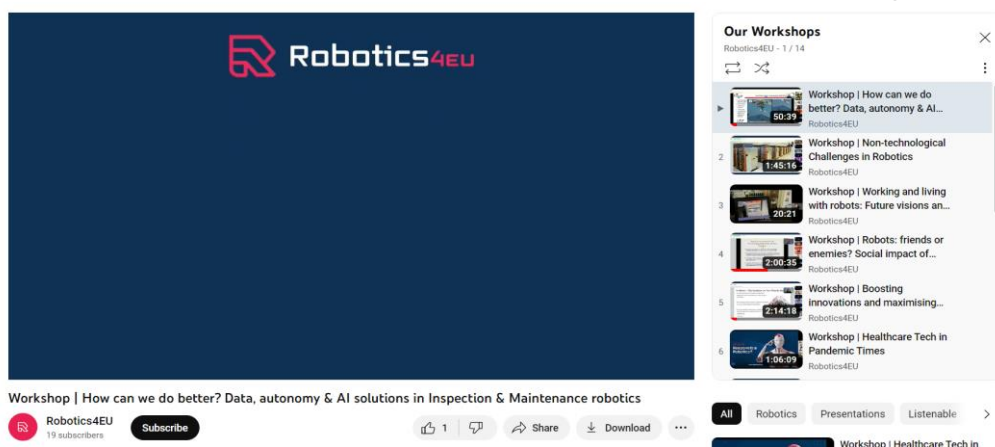 Robotics4EU
Our Workshops
Robotics4EU - 1 / 14
Workshop | How can we do
better? Data, autonomy & AI...
Robotics4EU
50:39
2
Workshop | Non-technological
Challenges in Robotics
Robotics4EU
1:45:16
3
Workshop | Working and living
with robots: Future visions an...
Robotics4EU
20:21
4
Workshop | Robots: friends or
enemies? Social impact of...
Robotics4EU
2:00:35
5
Workshop | Boosting
innovations and maximising...
Robotics4EU
2:14:18
6
Workshop | Healthcare Tech in
Pandemic Times
Robotics4EU
1:06:09
Workshop | How can we do better? Data, autonomy & AI solutions in Inspection & Maintenance robotics
Robotics4EU
19 subscribers
Subscribe
1
Share
Download
All
Robotics
Presentations
Listenable
Workshop | Healthcare Tech in